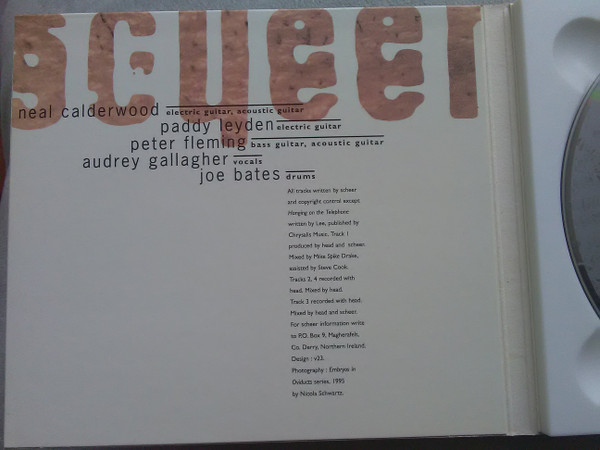 scheer
neal calderwood electric guitar, acoustic guitar
paddy leyden electric guitar
peter fleming bass guitar, acoustic guitar
audrey gallagher vocals
joe bates drums
All tracks written by scheer
and copyright control except
Hanging on the Telephone
written by Lee, published by
Chrysalis Music. Track 1
produced by head and scheer.
Mixed by Mike Spike Drake,
assisted by Steve Cook.
Tracks 2, 4 recorded with
head. Mixed by head.
Track 3 recorded with head.
Mixed by head and scheer.
For scheer information write
to P.O. Box 9, Magherafelt,
Co. Derry, Northern Ireland.
Design : v23.
Photography : Embryos in
Oviducts series, 1995
by Nicola Schwartz.